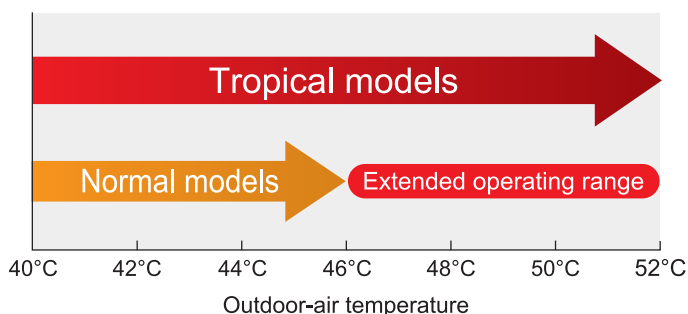 Tropical models
Normal models
Extended operating range
40°C 42°C 44°C 46°C 48°C 50°C 52°C
Outdoor-air temperature